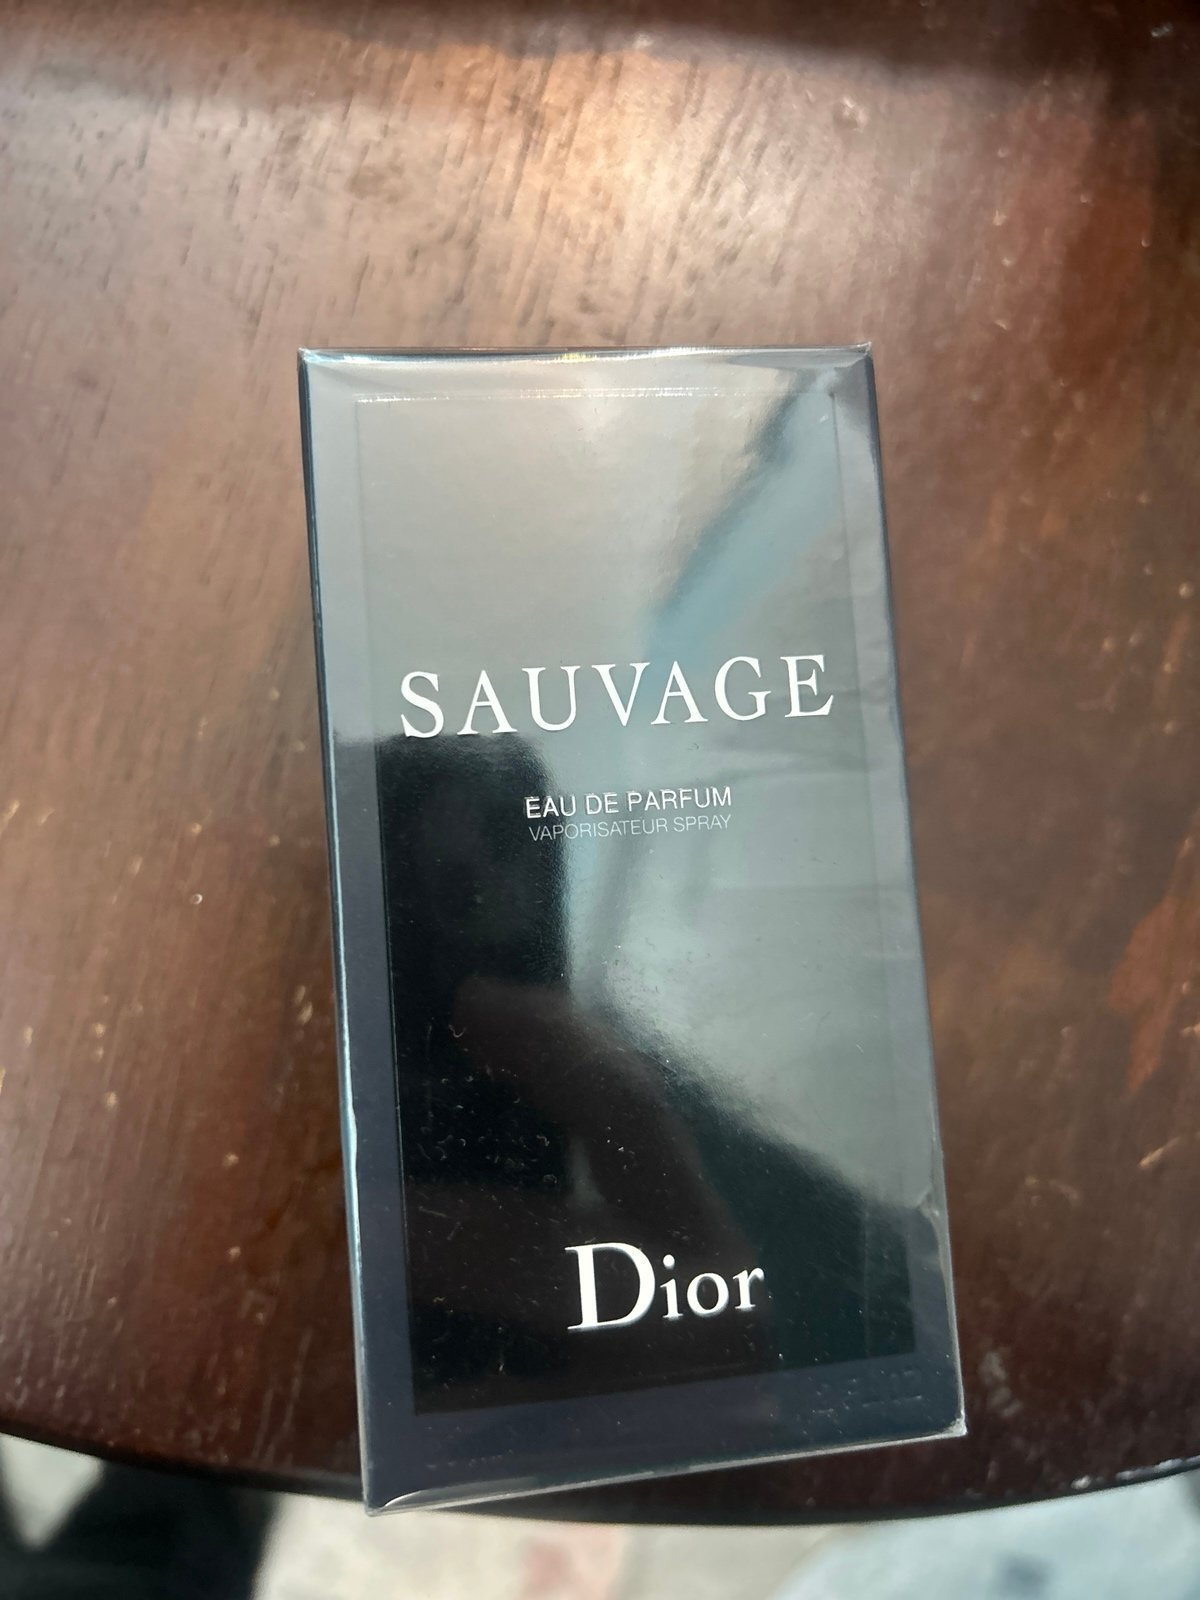 SAUVAGE
EAU DE PARFUM
VAPORISATEUR SPRAY
Dior